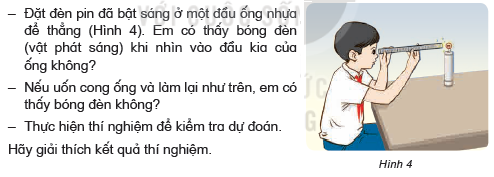 – Đặt đèn pin đã bật sáng ở một đầu ống nhựa
để thẳng (Hình 4). Em có thấy bóng đèn
(vật phát sáng) khi nhìn vào đầu kia của
ống không?
– Nếu uốn cong ống và làm lại như trên, em có
thấy bóng đèn không?
– Thực hiện thí nghiệm để kiểm tra dự đoán.
Hãy giải thích kết quả thí nghiệm.
Hình 4